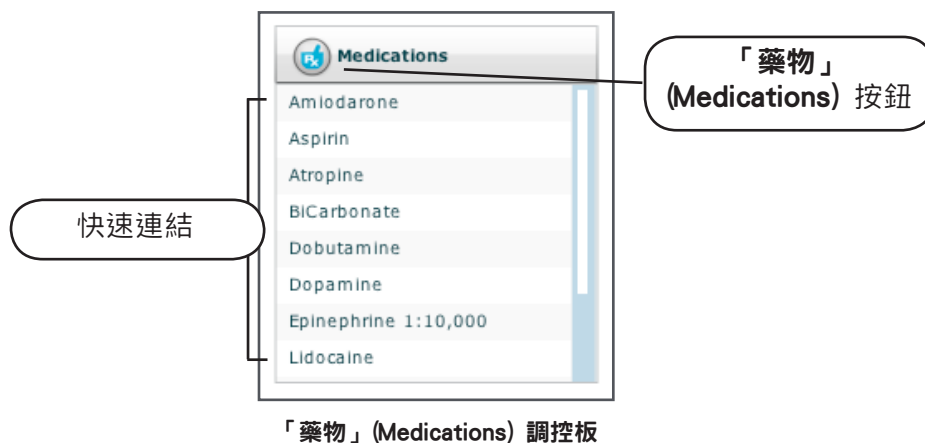 Medications
「藥物」
(Medications) 按鈕
Amiodarone
Aspirin
Atropine
BiCarbonate
快速連結
Dobutamine
Dopamine
Epinephrine 1:10,000
Lidocaine
「藥物」(Medications) 調控板